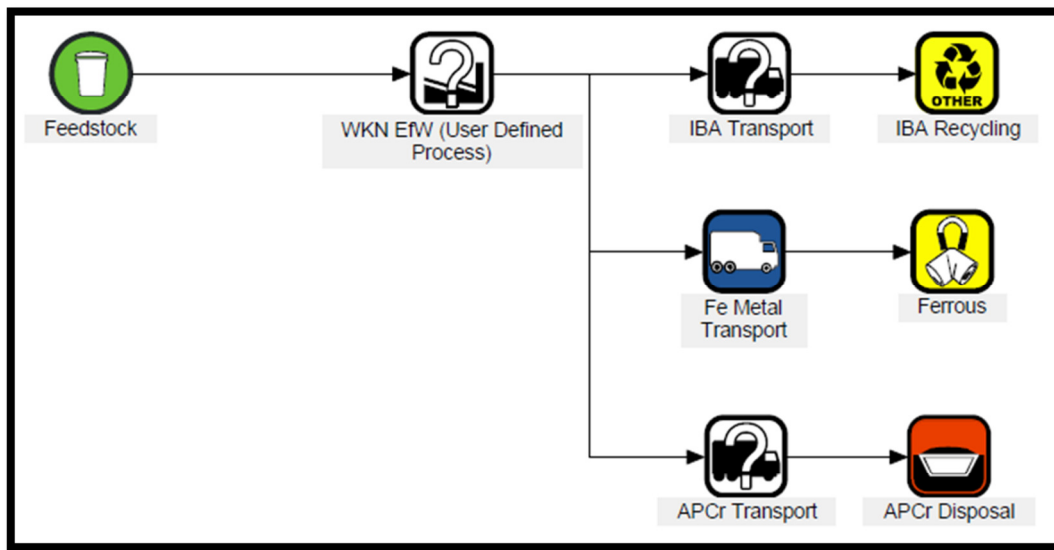 Feedstock
WKN EfW (User Defined
Process)
IBA Transport
OTHER
IBA Recycling
Fe Metal
Transport
Ferrous
APCr Transport
APCr Disposal